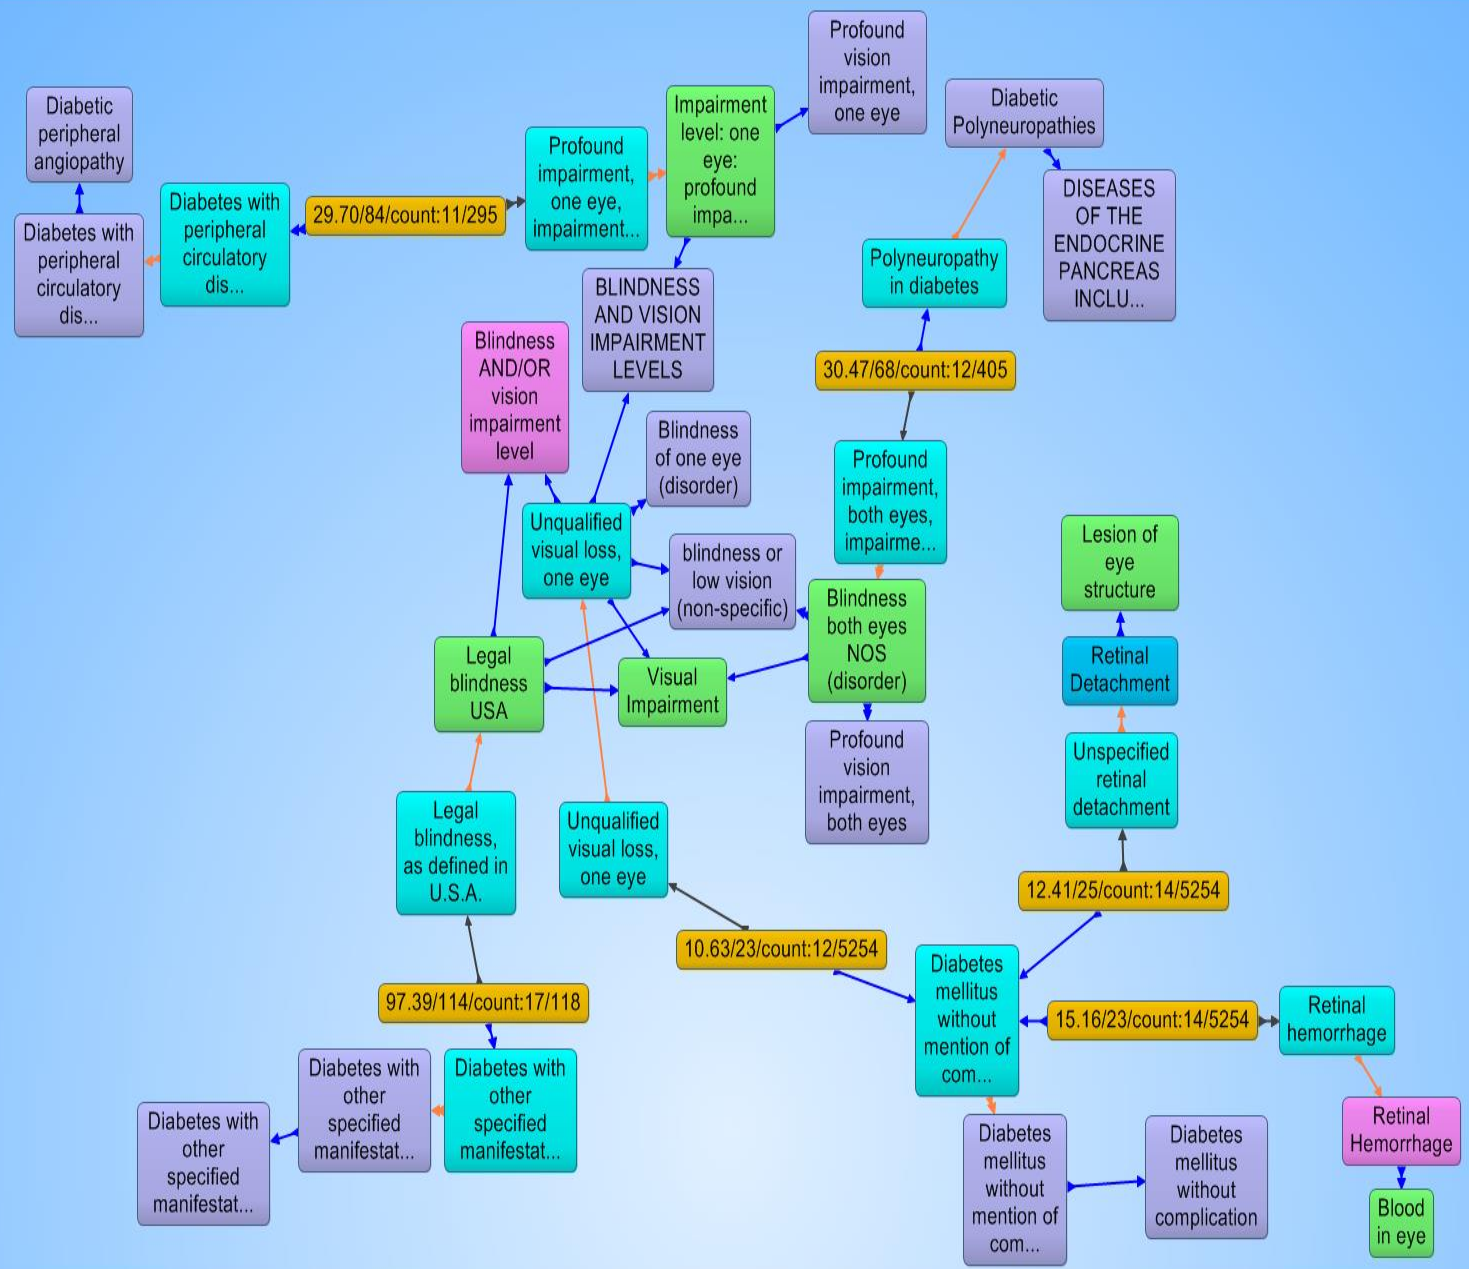 Profound
vision
impairment,
one eye
Diabetic
peripheral
angiopathy
Impairment
level: one
eye:
profound
impa...
Diabetic
Polyneuropathies
Profound
impairment,
one eye,
impairment...
Diabetes with
peripheral
circulatory
dis...
29.70/84/count:11/295
Diabetes with
peripheral
circulatory
dis...
DISEASES
OF THE
ENDOCRINE
PANCREAS
INCLU...
Polyneuropathy
in diabetes
BLINDNESS
AND VISION
IMPAIRMENT
LEVELS
Blindness
AND/OR
vision
impairment
level
30.47/68/count:12/405
Blindness
of one eye
(disorder)
Profound
impairment,
both eyes,
impairme...
Unqualified
visual loss,
one eye
blindness or
low vision
(non-specific)
Lesion of
eye
structure
Blindness
both eyes
NOS
(disorder)
Legal
blindness
USA
Visual
Impairment
Retinal
Detachment
Profound
vision
impairment,
both eyes
Unspecified
retinal
detachment
Legal
blindness,
as defined in
U.S.A.
Unqualified
visual loss,
one eye
12.41/25/count:14/5254
10.63/23/count:12/5254
Diabetes
mellitus
without
mention of
com...
97.39/114/count:17/118
15.16/23/count:14/5254
Retinal
hemorrhage
Diabetes with
other
specified
manifestat...
Diabetes with
other
specified
manifestat...
Diabetes with
other
specified
manifestat...
Retinal
Hemorrhage
Diabetes
mellitus
without
mention of
com...
Diabetes
mellitus
without
complication
Blood
in eye